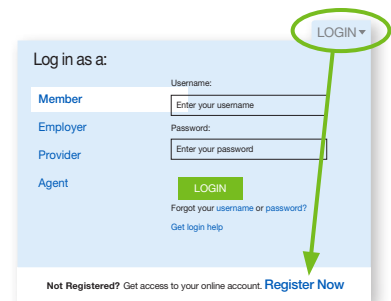 LOGIN
Log in as a:
Username:
Member
Enter your username
Employer
Password:
Provider
Enter your password
Agent
LOGIN
Forgot your username or password?
Get login help
Not Registered? Get access to your online account. Register Now